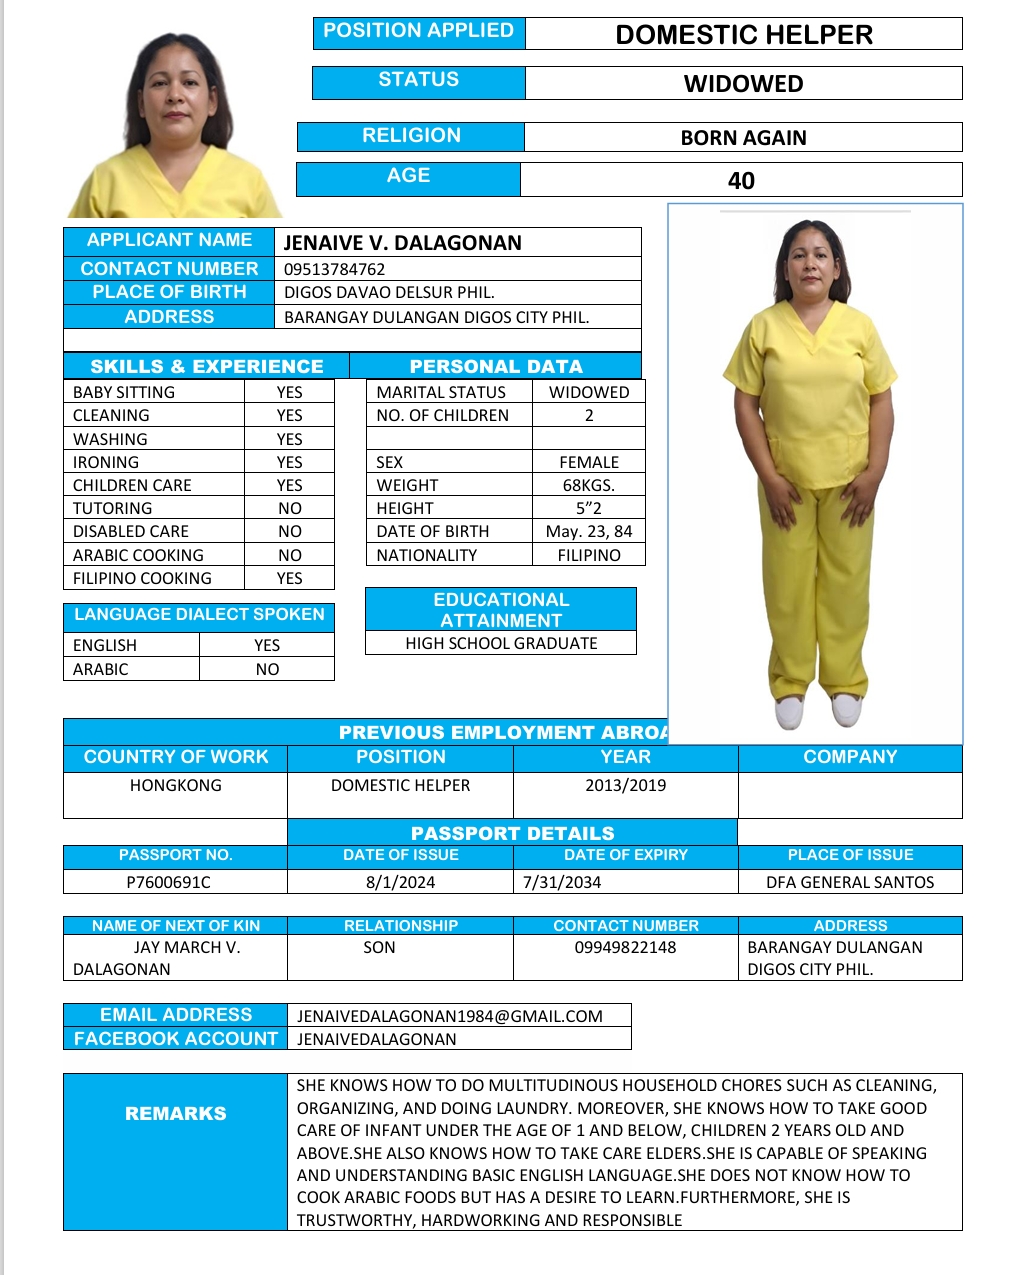 POSITION APPLIED DOMESTIC HELPER
STATUS WIDOWED
RELIGION BORN AGAIN
AGE 40
APPLICANT NAME JENAIVE V. DALAGONAN
CONTACT NUMBER 09513784762
PLACE OF BIRTH DIGOS DAVAO DELSUR PHIL.
ADDRESS BARANGAY DULANGAN DIGOS CITY PHIL.
SKILLS & EXPERIENCE
BABY SITTING YES
CLEANING YES
WASHING YES
IRONING YES
CHILDREN CARE YES
TUTORING NO
DISABLED CARE NO
ARABIC COOKING NO
FILIPINO COOKING YES
LANGUAGE DIALECT SPOKEN
ENGLISH YES
ARABIC NO
PERSONAL DATA
MARITAL STATUS WIDOWED
NO. OF CHILDREN 2
SEX FEMALE
WEIGHT 68KGS.
HEIGHT 5”2
DATE OF BIRTH May. 23, 84
NATIONALITY FILIPINO
EDUCATIONAL
ATTAINMENT
HIGH SCHOOL GRADUATE
PREVIOUS EMPLOYMENT ABROA
COUNTRY OF WORK POSITION YEAR COMPANY
HONGKONG DOMESTIC HELPER 2013/2019
PASSPORT DETAILS
PASSPORT NO. DATE OF ISSUE DATE OF EXPIRY PLACE OF ISSUE
P7600691C 8/1/2024 7/31/2034 DFA GENERAL SANTOS
NAME OF NEXT OF KIN RELATIONSHIP CONTACT NUMBER ADDRESS
JAY MARCH V. SON 09949822148 BARANGAY DULANGAN
DALAGONAN DIGOS CITY PHIL.
EMAIL ADDRESS JENAIVEDALAGONAN1984@GMAIL.COM
FACEBOOK ACCOUNT JENAIVEDALAGONAN
REMARKS
SHE KNOWS HOW TO DO MULTITUDINOUS HOUSEHOLD CHORES SUCH AS CLEANING,
ORGANIZING, AND DOING LAUNDRY. MOREOVER, SHE KNOWS HOW TO TAKE GOOD
CARE OF INFANT UNDER THE AGE OF 1 AND BELOW, CHILDREN 2 YEARS OLD AND
ABOVE.SHE ALSO KNOWS HOW TO TAKE CARE ELDERS.SHE IS CAPABLE OF SPEAKING
AND UNDERSTANDING BASIC ENGLISH LANGUAGE.SHE DOES NOT KNOW HOW TO
COOK ARABIC FOODS BUT HAS A DESIRE TO LEARN.FURTHERMORE, SHE IS
TRUSTWORTHY, HARDWORKING AND RESPONSIBLE